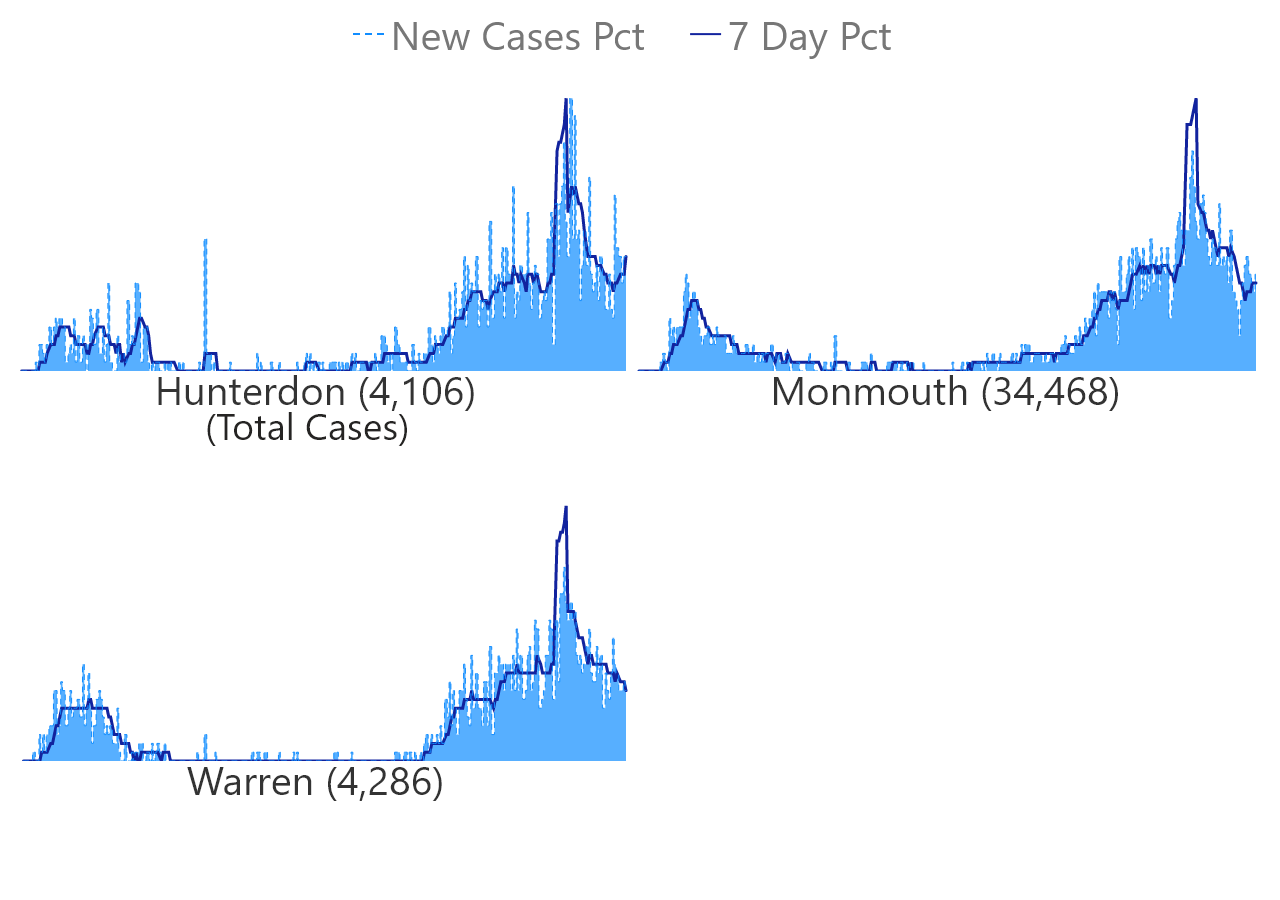 New Cases Pct 7 Day Pct
Hunterdon (4,106) Monmouth (34,468)
(Total Cases)
Warren (4,286)